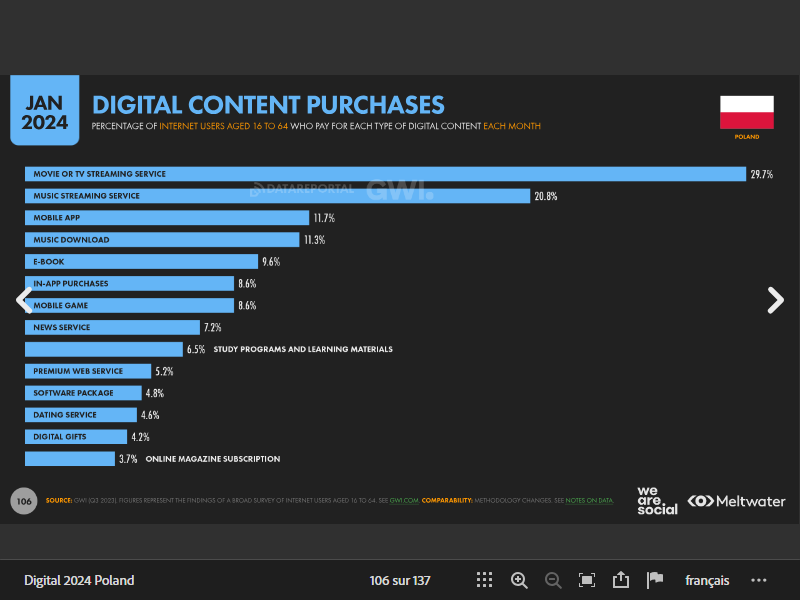 JAN
2024
DIGITAL CONTENT PURCHASES
PERCENTAGE OF INTERNET USERS AGED 16 TO 64 WHO PAY FOR EACH TYPE OF DIGITAL CONTENT EACH MONTH
POLAND
MOVIE OR TV STREAMING SERVICE 29.7%
DATAREPORTAL GWI.
MUSIC STREAMING SERVICE 20.8%
MOBILE APP 11.7%
MUSIC DOWNLOAD 11.3%
E-BOOK 9.6%
IN-APP PURCHASES 8.6%
MOBILE GAME 8.6%
NEWS SERVICE 7.2%
6.5% STUDY PROGRAMS AND LEARNING MATERIALS
PREMIUM WEB SERVICE 5.2%
SOFTWARE PACKAGE 4.8%
DATING SERVICE 4.6%
DIGITAL GIFTS 4.2%
3.7% ONLINE MAGAZINE SUBSCRIPTION
106 SOURCE: GWI (Q3 2023). FIGURES REPRESENT THE FINDINGS OF A BROAD SURVEY OF INTERNET USERS AGED 16 TO 64. SEE GWI.COM. COMPARABILITY: METHODOLOGY CHANGES. SEE NOTES ON DATA.
we
are
social
Meltwater
Digital 2024 Poland 106 sur 137 français